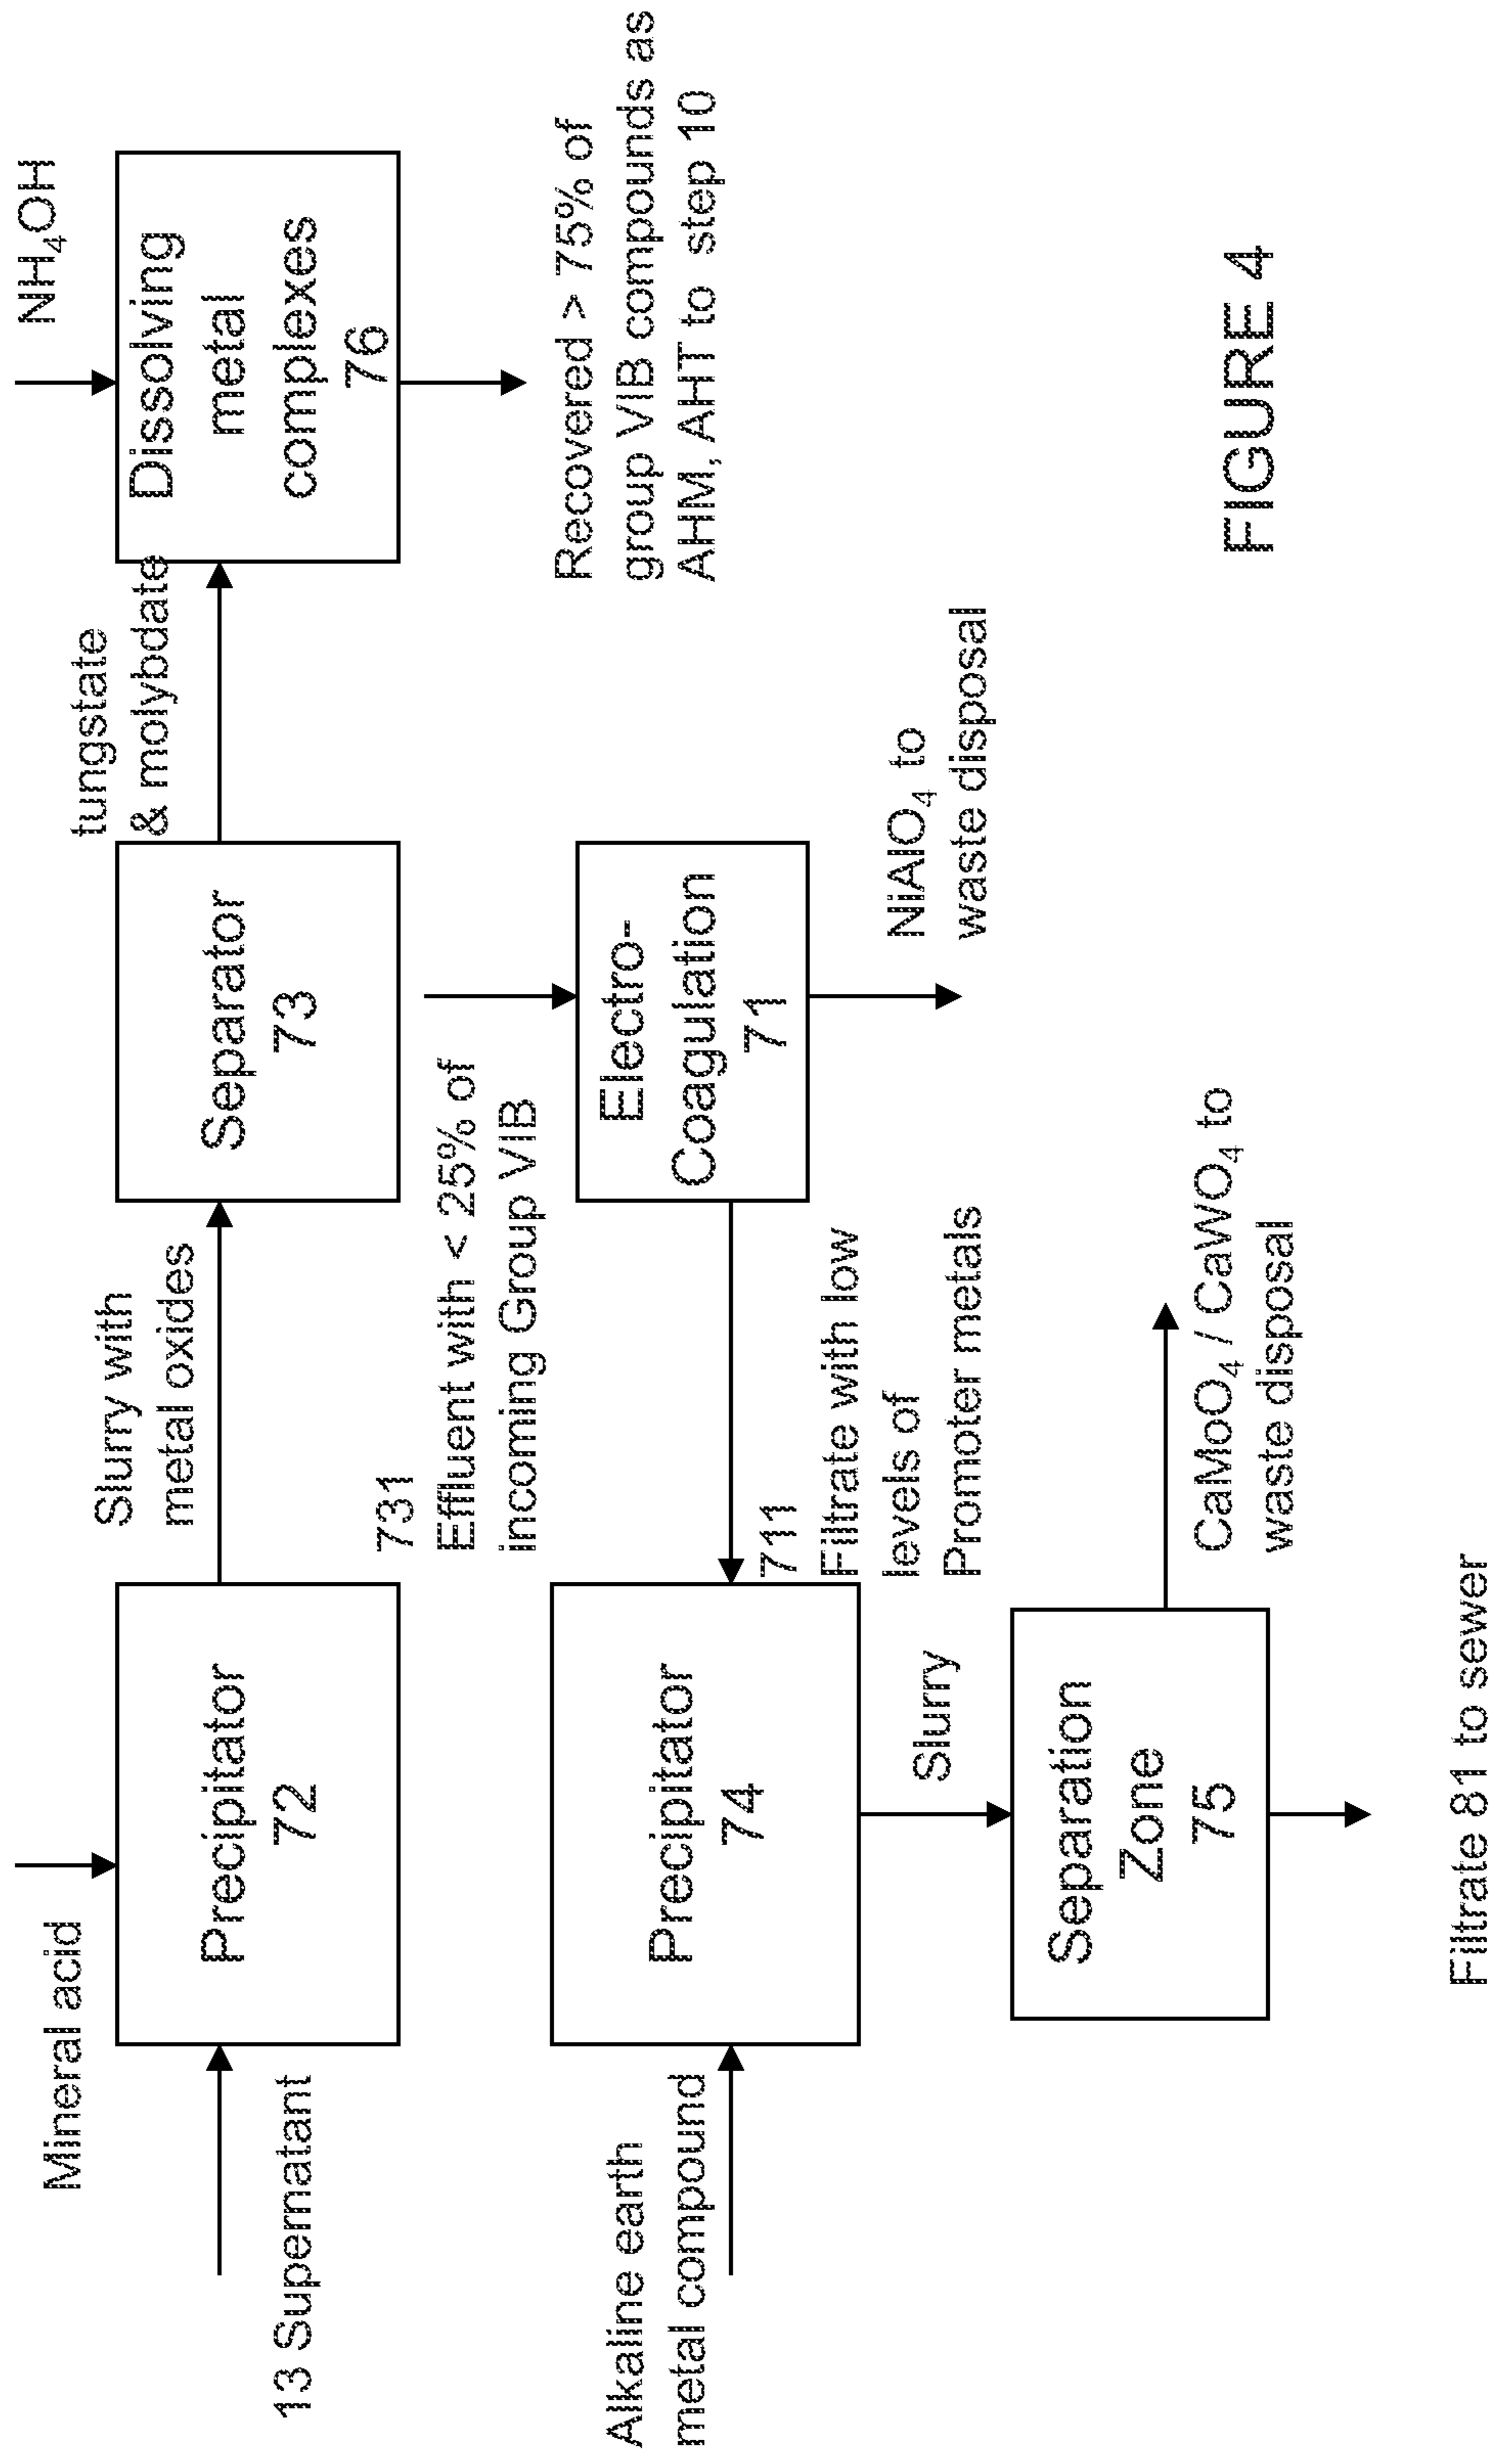 Mineral acid
NH4OH
13 Supernatant
Precipitator
72
Slurry with
metal oxides
Separator
73
tungstate
& molybdate
Dissolving
metal
complexes
76
731
Effluent with < 25% of
incoming Group VIB
Recovered > 75% of
group VIB compounds as
AHM, AHT to step 10
Alkaline earth
metal compound
Precipitator
74
711
Filtrate with low
levels of
Promoter metals
Electro-
Coagulation
71
NiAlO4 to
waste disposal
Slurry
Separation
Zone
75
CaMoO4 / CaWO4 to
waste disposal
Filtrate 81 to sewer
FIGURE 4